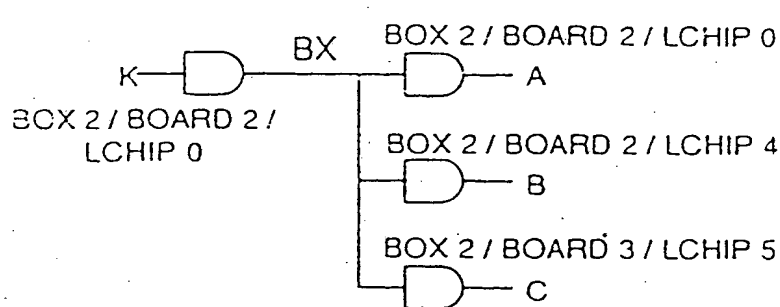 BOX 2 / BOARD 2 / LCHIP 0
BX
K
A
BOX 2 / BOARD 2 /
LCHIP 0
BOX 2 / BOARD 2 / LCHIP 4
B
BOX 2 / BOARD 3 / LCHIP 5
C